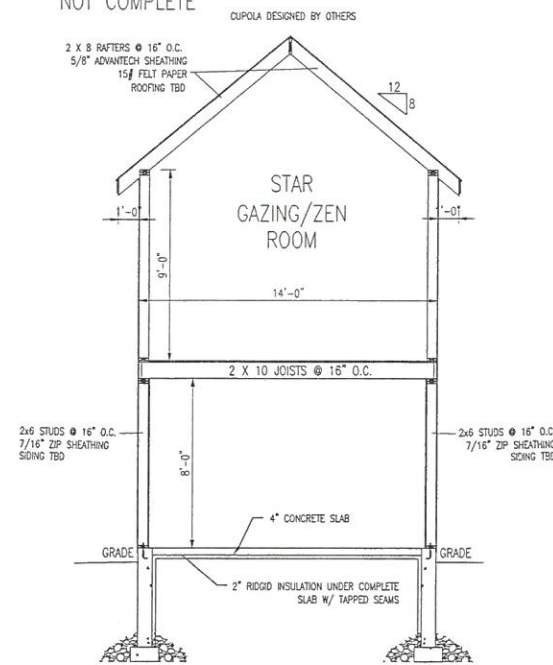 NOT COMPLETE
CUPOLA DESIGNED BY OTHERS
2 X 8 RAFTERS @ 16" O.C.
5/8" ADVANTECH SHEATHING
15# FELT PAPER
ROOFING TBD
12
8
STAR
GAZING/ZEN
ROOM
1'-0"
1'-0"
9'-0"
14'-0"
2 X 10 JOISTS @ 16" O.C.
2x6 STUDS @ 16" O.C.
7/16" ZIP SHEATHING
SIDING TBD
2x6 STUDS @ 16" O.C
7/16" ZIP SHEATHING
SIDING TBD
8'-0"
4" CONCRETE SLAB
GRADE
GRADE
2" RIDGID INSULATION UNDER COMPLETE
SLAB W/ TAPPED SEAMS